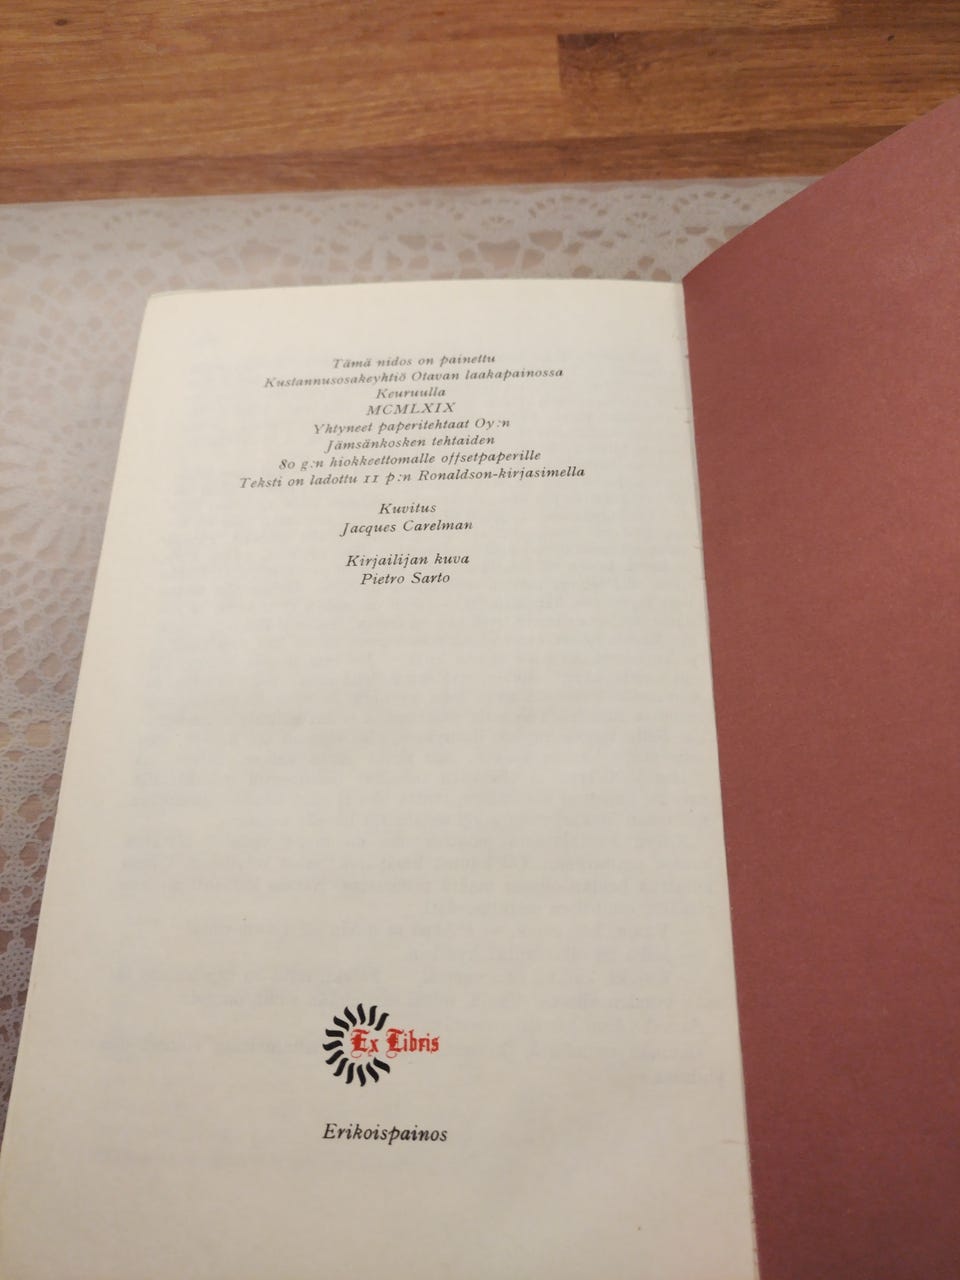 Tämä nidos on painettu
Kustannusosakeyhtiö Otavan laakapainossa
Keuruulla
MCMLXIX
Yhtyneet paperitehtaat Oy:n
Jämsänkosken tehtaiden
80 g:n hiokkeettomalle offsetpaperille
Teksti on ladottu 11 p:n Ronaldson-kirjasimella
Kuvitus
Jacques Carelman
Kirjailijan kuva
Pietro Sarto
Ex Libris
Erikoispainos